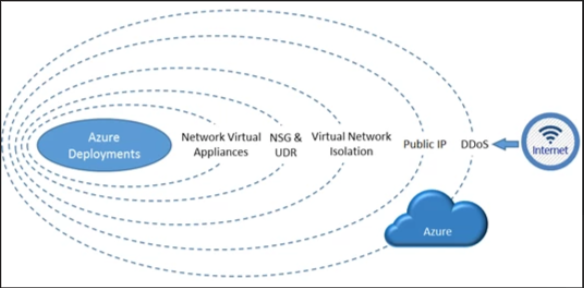 Azure
Deployments
Network Virtual
Appliances
NSG &
UDR
Virtual Network
Isolation
Public IP
DDoS
Internet
Azure